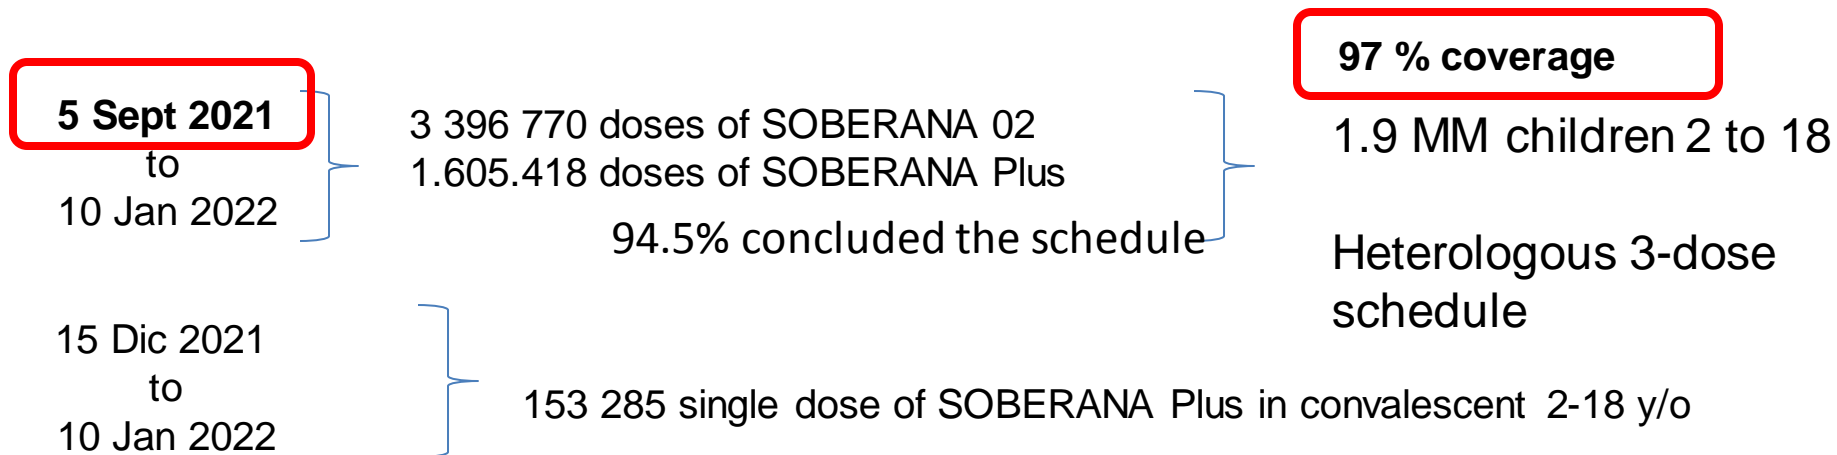 5 Sept 2021
to
10 Jan 2022
3 396 770 doses of SOBERANA 02
1.605.418 doses of SOBERANA Plus
94.5% concluded the schedule
97 % coverage
1.9 MM children 2 to 18
Heterologous 3-dose
schedule
15 Dic 2021
to
10 Jan 2022
153 285 single dose of SOBERANA Plus in convalescent 2-18 y/o